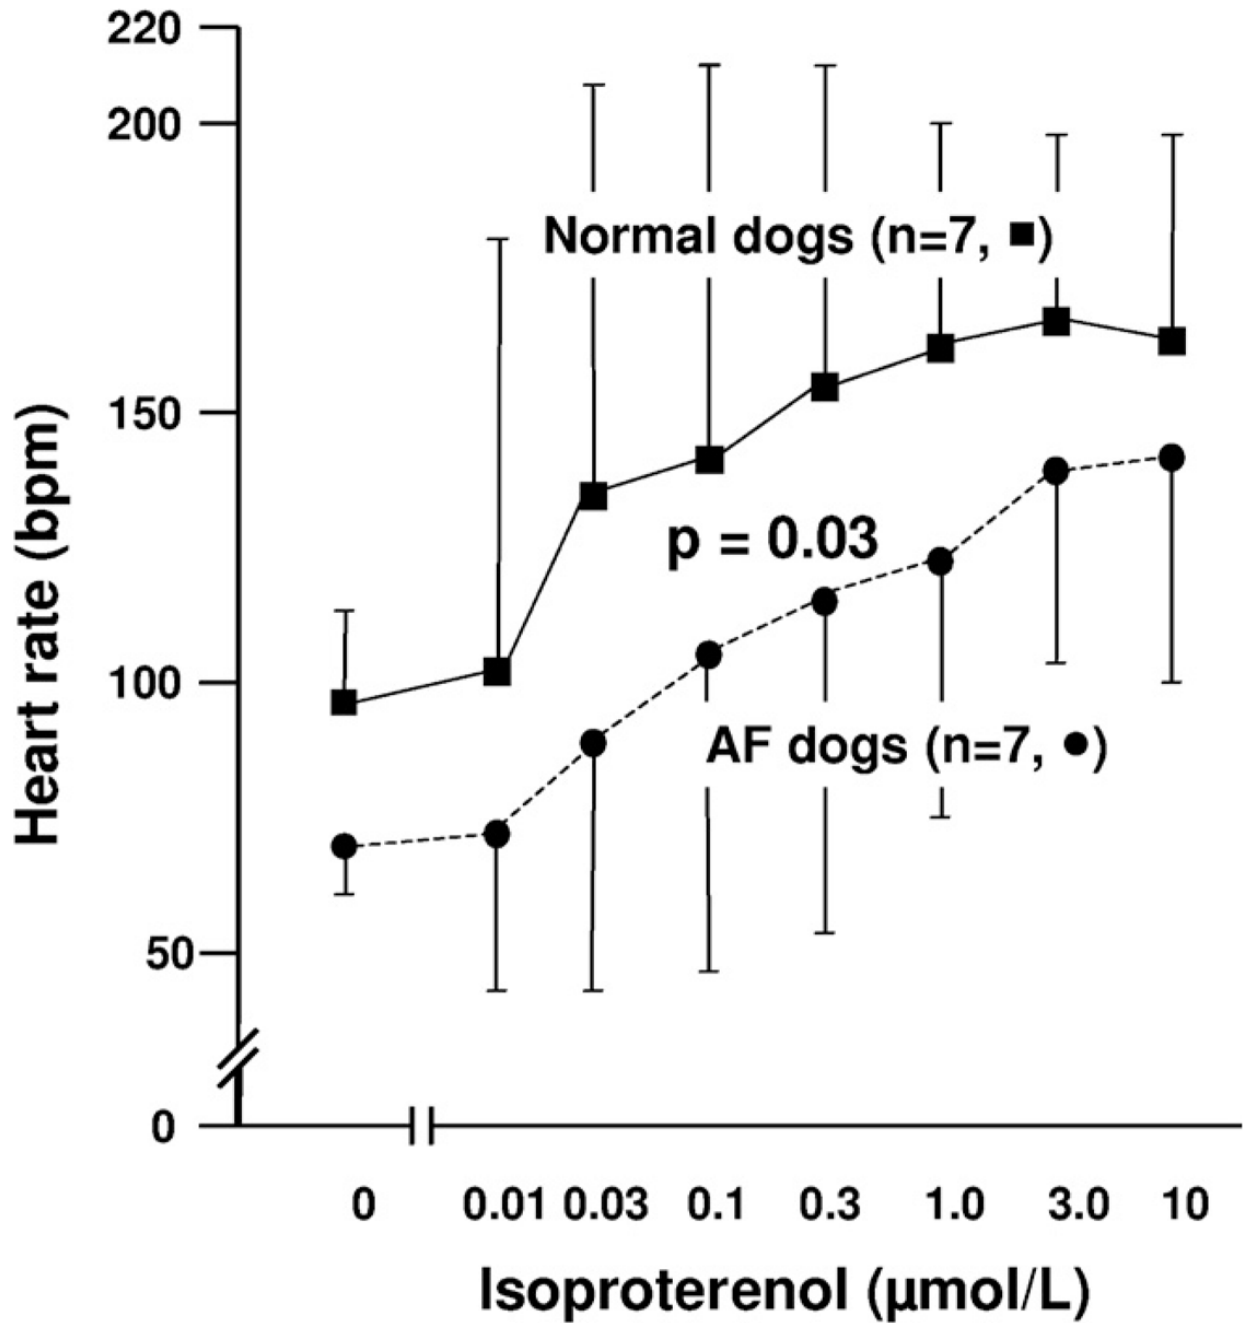 220
200
Normal dogs (n=7, ■)
150
p = 0.03
100
AF dogs (n=7, ●)
50
0
Heart rate (bpm)
0 0.01 0.03 0.1 0.3 1.0 3.0 10
Isoproterenol (μmol/L)